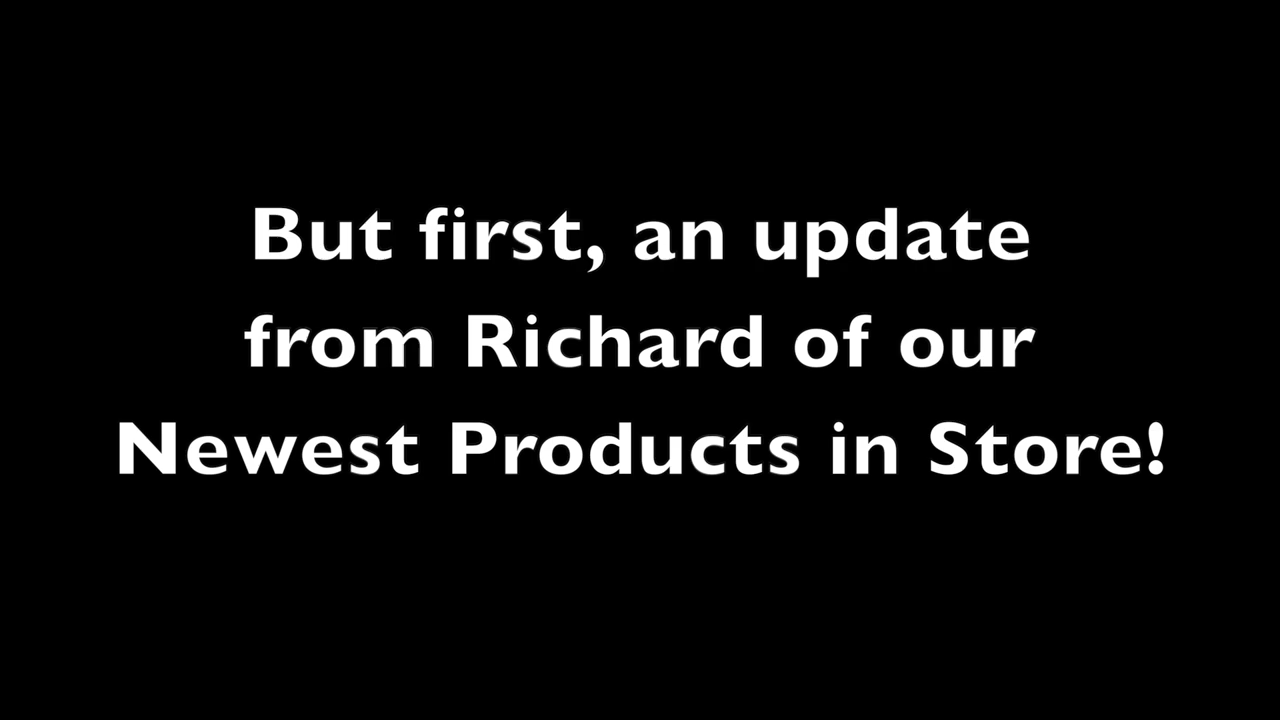 But first, an update
from Richard of our
Newest Products in Store!